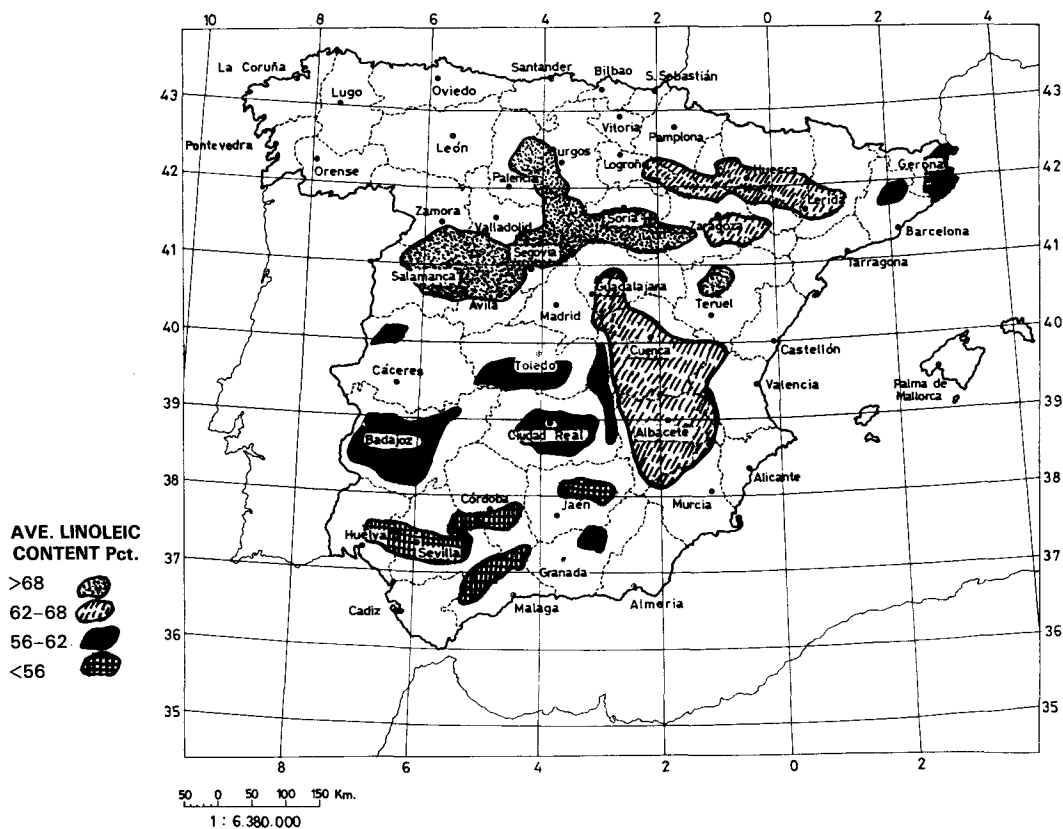 10 8 6 4 2 0 2 4
La Coruña
Santander
Bilbao
S. Sebastián
Oviedo
43
Lugo
43
Vitoria
Pamplona
León
Pontevedra
Burgos
Logroño
Huesca
Gerona
42
Orense
Palencia
42
Lerida
Zamora
Valladolid
Soria
Zaragoza
Barcelona
41
Segovia
41
Tarragona
Salamanca
Guadalajara
Avila
Madrid
Teruel
40
40
Cuenca
Castellón
Toledo
Cáceres
Valencia
Palma de
Mallorca
39
39
Badajoz
Ciudad Real
Albacete
38
Alicante
38
Córdoba
Jaén
Murcia
Huelva
Sevilla
37
Granada
37
Cadiz
Malaga
Almeria
36
36
35
35
8 6 4 2 0 2
AVE. LINOLEIC
CONTENT Pct.
>68
62–68
56–62
<56
50 0 50 100 150 Km.
1 : 6.380.000